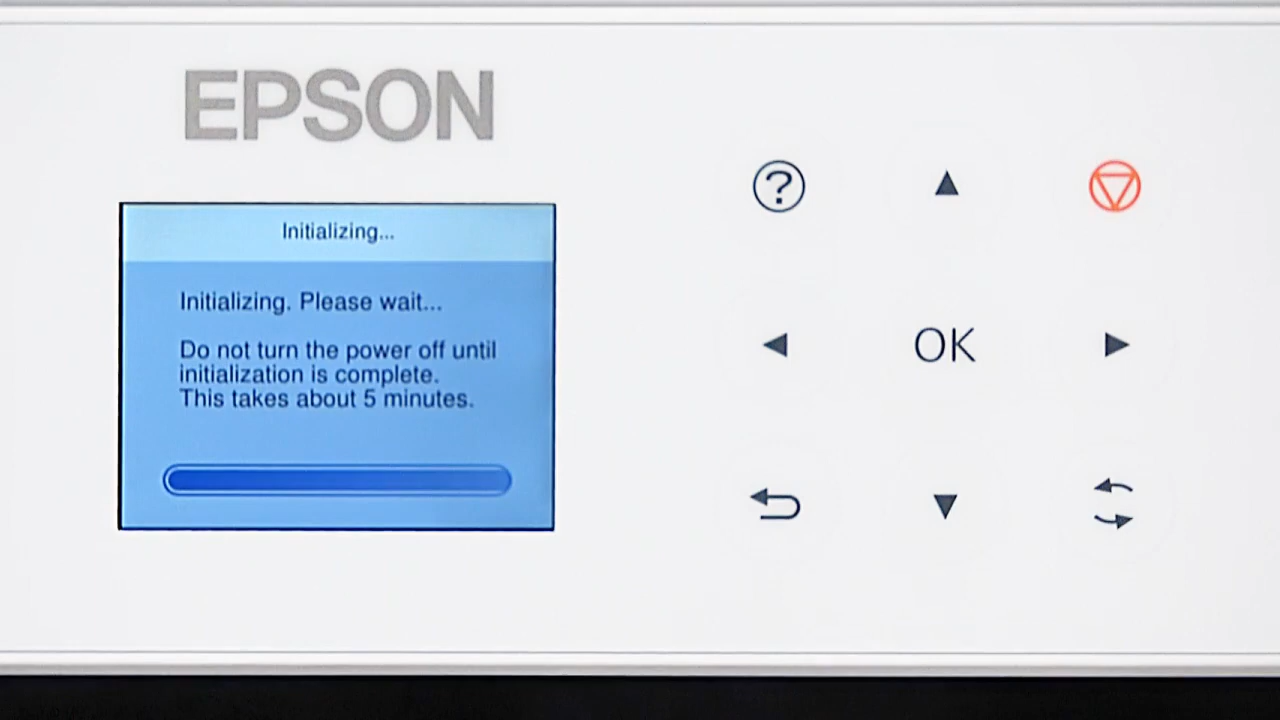 EPSON
Initializing...
Initializing. Please wait...
Do not turn the power off until
initialization is complete.
This takes about 5 minutes.
?
OK